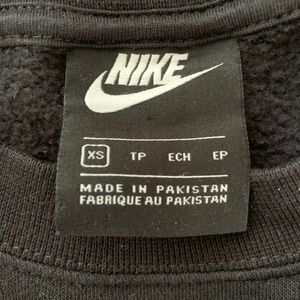 NIKE
XS TP ECH EP
MADE IN PAKISTAN
FABRIQUE AU PAKISTAN